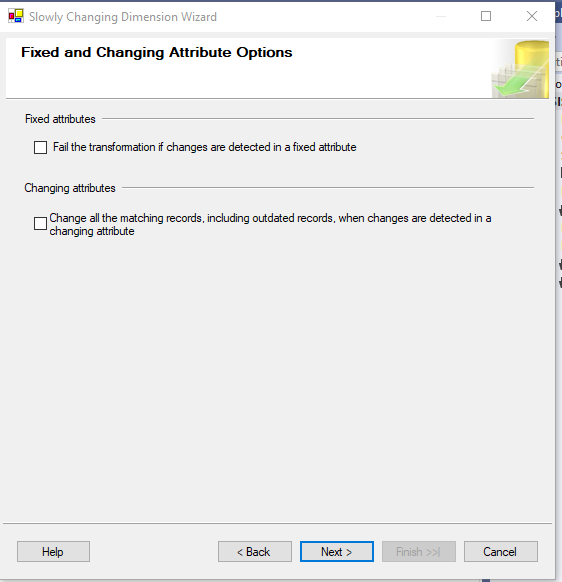 Slowly Changing Dimension Wizard
Fixed and Changing Attribute Options
Fixed attributes
Fail the transformation if changes are detected in a fixed attribute
Changing attributes
Change all the matching records, including outdated records, when changes are detected in a
changing attribute
Help
< Back
Next >
Finish >>|
Cancel